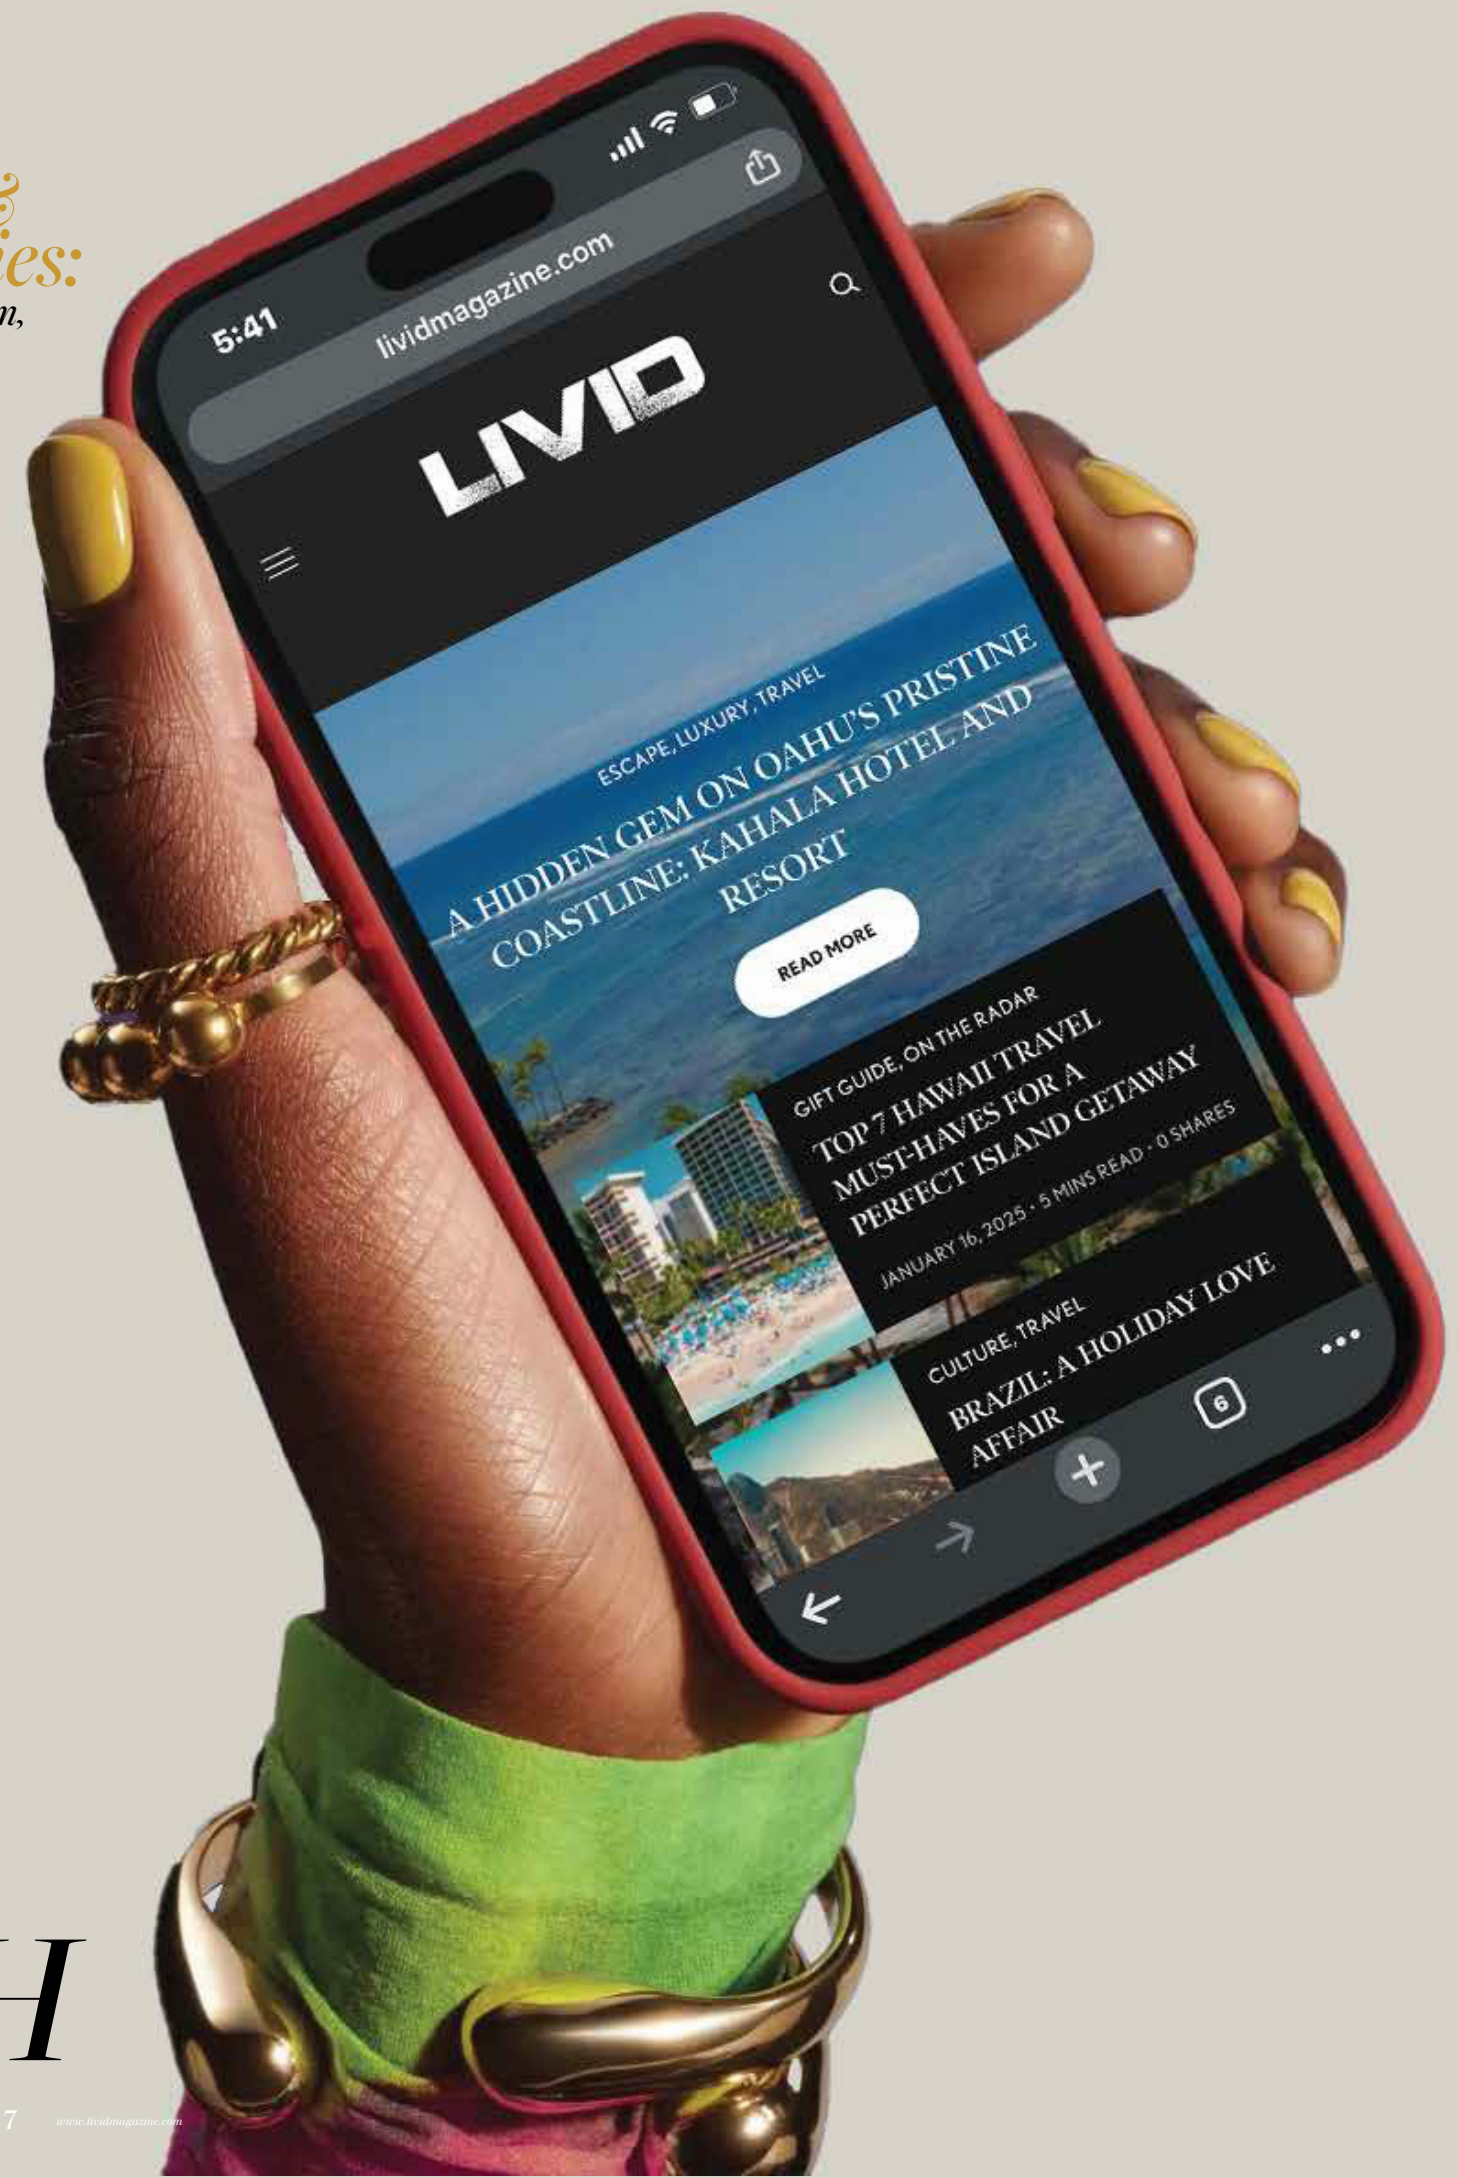 &
ies:
n,
5:41
lividmagazine.com
LIVID
ESCAPE, LUXURY, TRAVEL
A HIDDEN GEM ON OAHU'S PRISTINE
COASTLINE: KAHALA HOTEL AND
RESORT
READ MORE
GIFT GUIDE, ON THE RADAR
TOP 7 HAWAII TRAVEL
MUST-HAVES FOR A
PERFECT ISLAND GETAWAY
JANUARY 16, 2025 • 5 MINS READ • 0 SHARES
CULTURE, TRAVEL
BRAZIL: A HOLIDAY LOVE
AFFAIR
6
H
7 www.lividmagazine.com